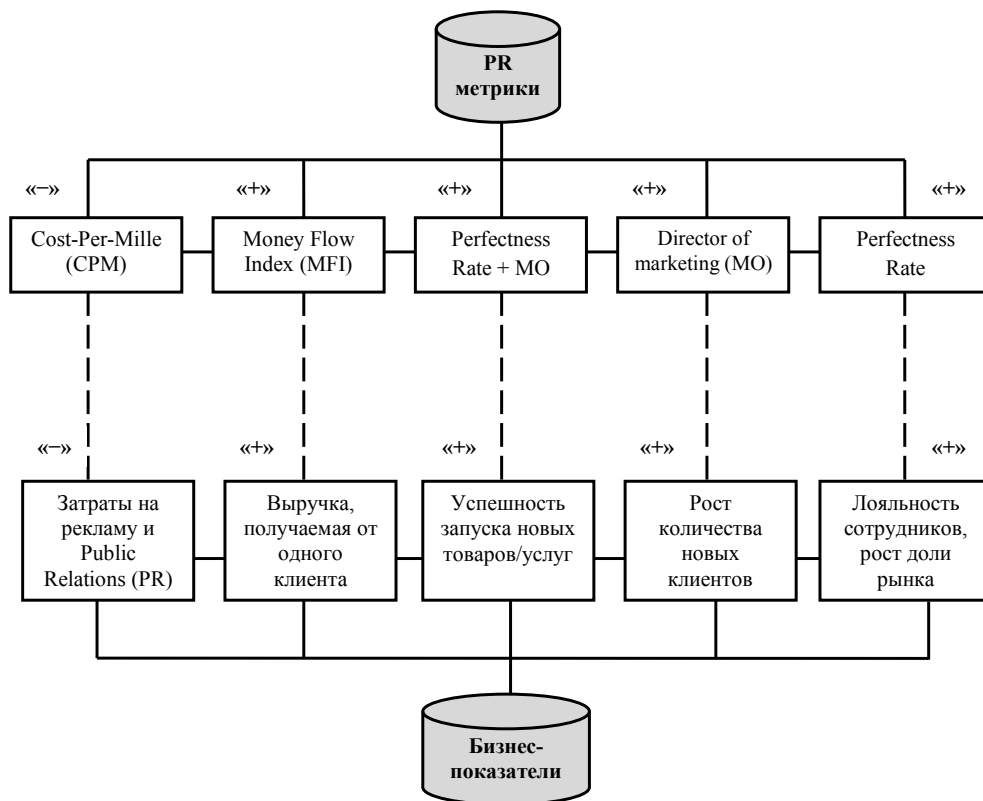 PR
метрики
«−»
«+»
«+»
«+»
«+»
Cost-Per-Mille
(CPM)
Money Flow
Index (MFI)
Perfectness
Rate + MO
Director of
marketing (MO)
Perfectness
Rate
«−»
«+»
«+»
«+»
«+»
Затраты на
рекламу и
Public
Relations (PR)
Выручка,
получаемая от
одного
клиента
Успешность
запуска новых
товаров/услуг
Рост
количества
новых
клиентов
Лояльность
сотрудников,
рост доли
рынка
Бизнес-
показатели